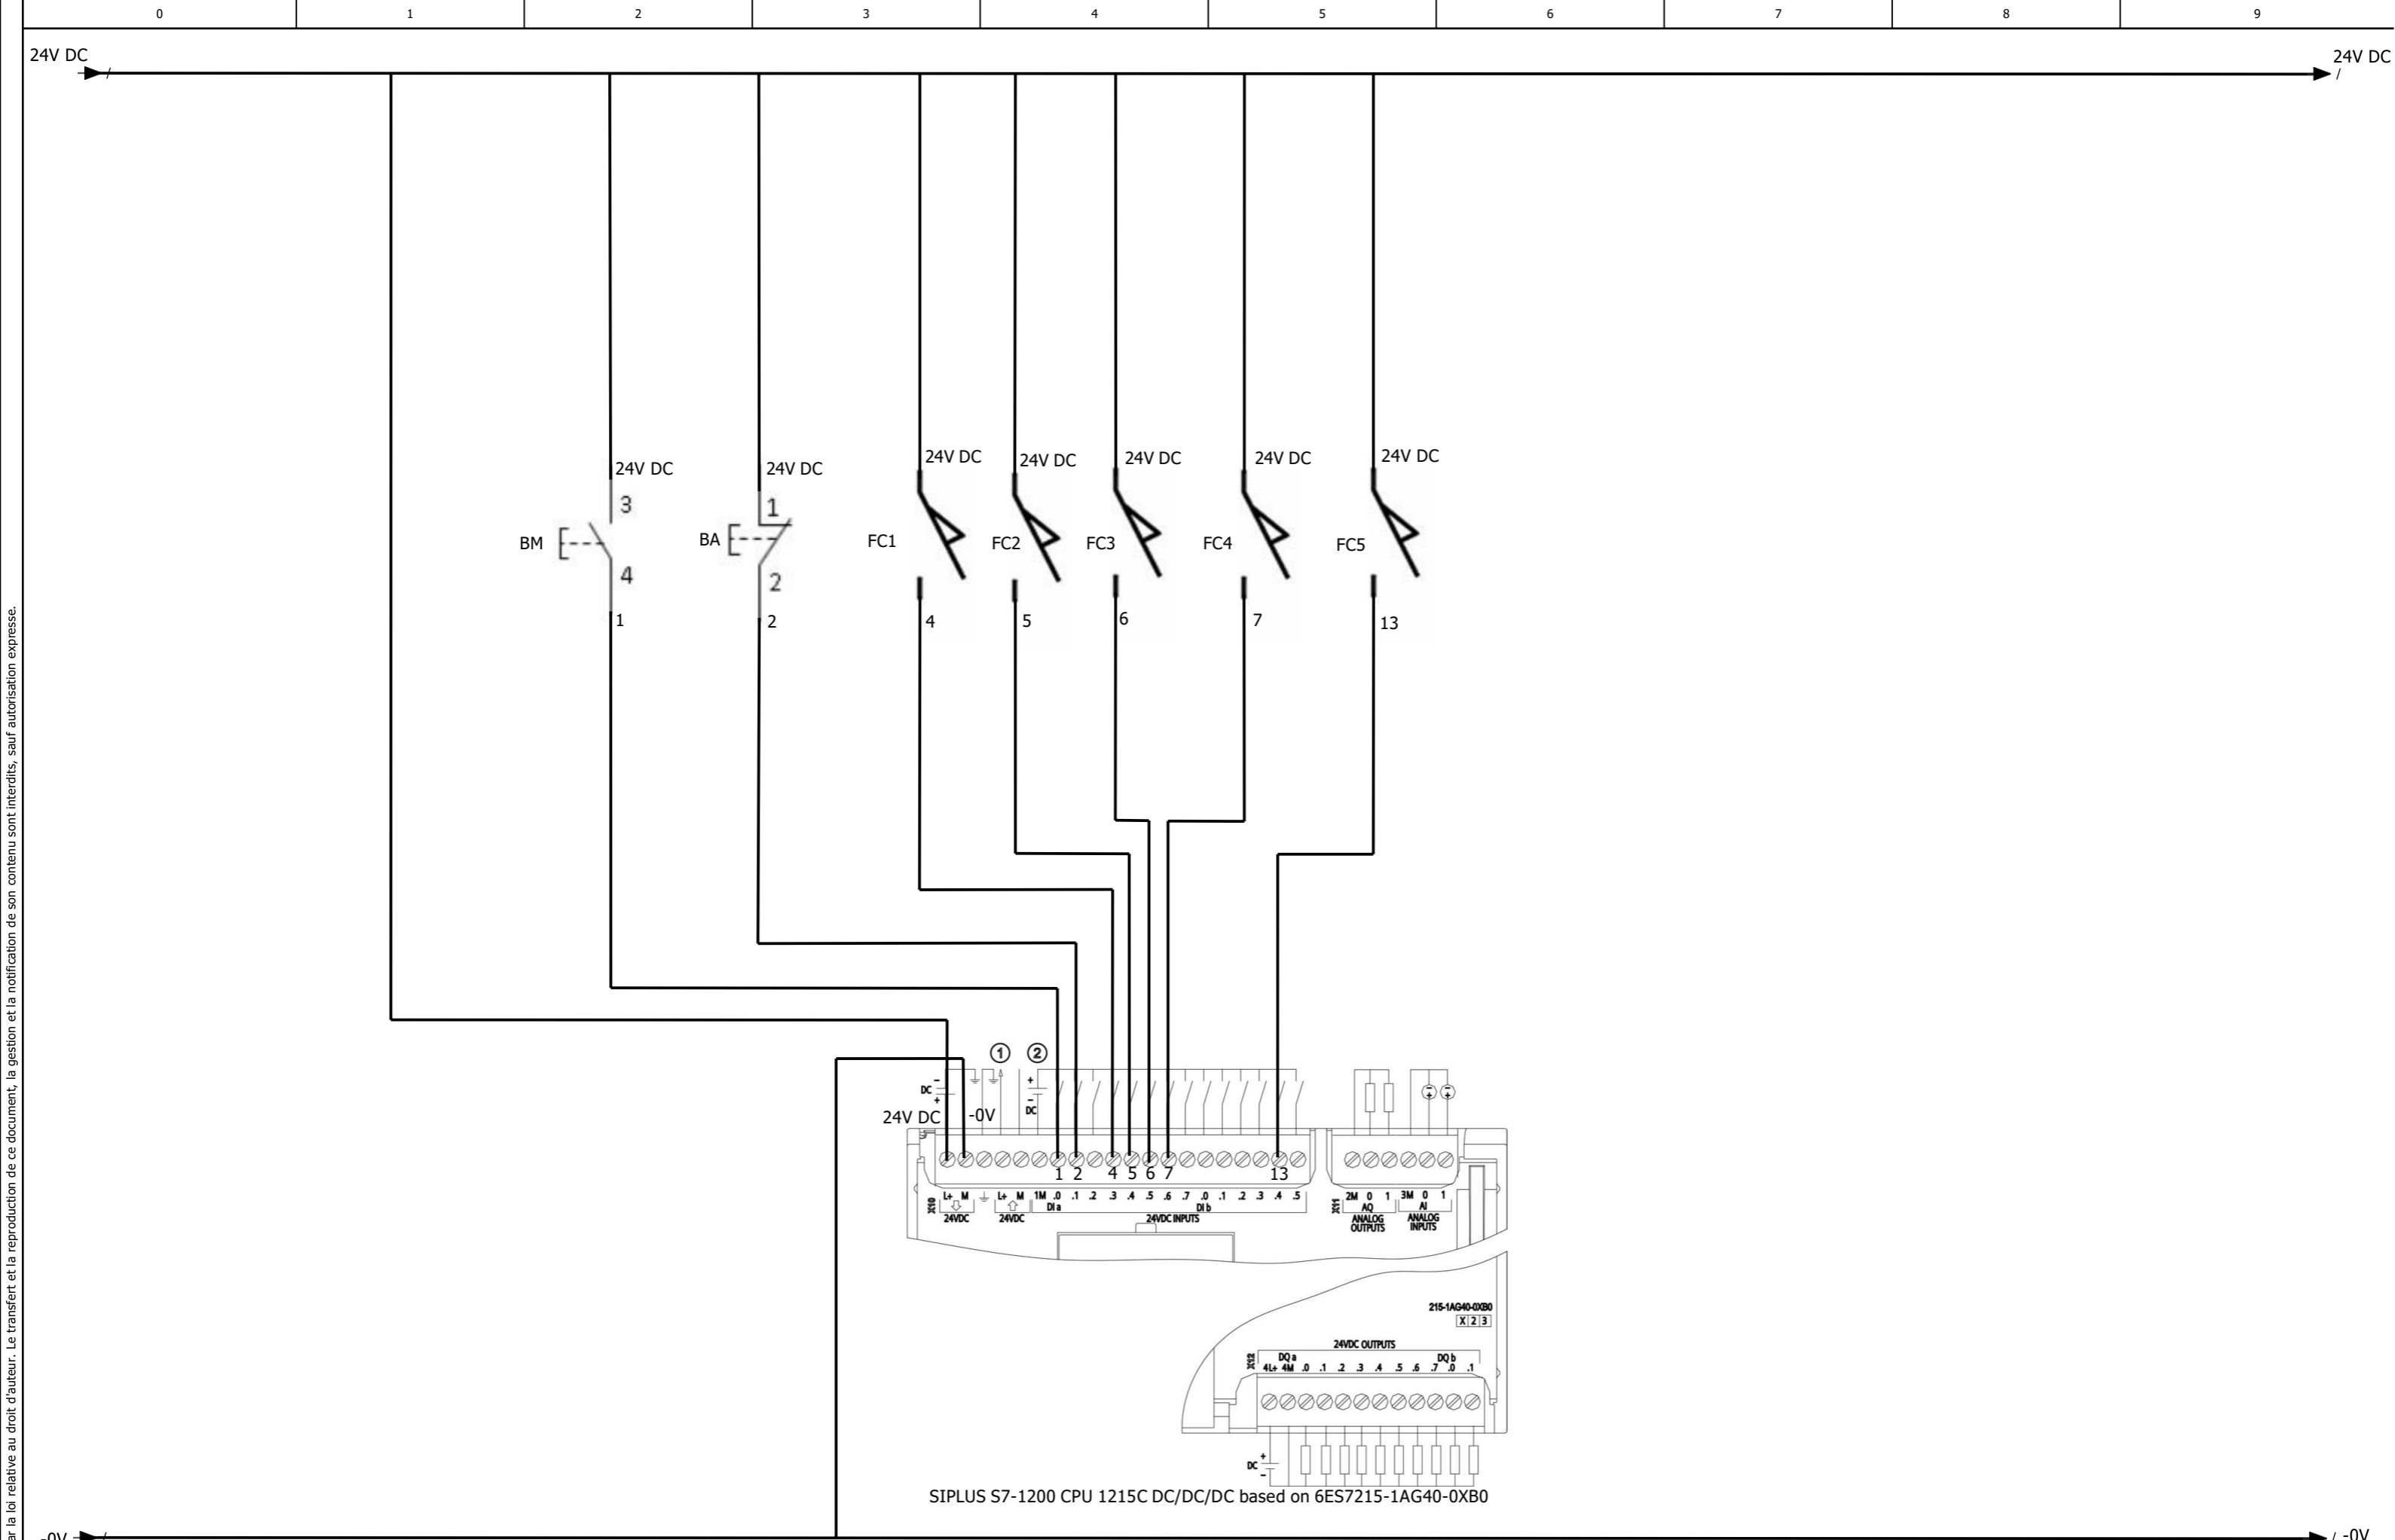 0 1 2 3 4 5 6 7 8 9
24V DC 24V DC
24V DC 24V DC 24V DC 24V DC 24V DC 24V DC 24V DC
3 1
BM BA FC1 FC2 FC3 FC4 FC5
4 2
1 2 4 5 6 7 13
ar la loi relative au droit d'auteur. Le transfert et la reproduction de ce document, la gestion et la notification de son contenu sont interdits, sauf autorisation expresse.
1 2
- +
DC
+ -
DC
24V DC -0V
1 2 4 5 6 7 13
X10 L+ M L+ M 1M .0 .1 .2 .3 .4 .5 .6 .7 .0 .1 .2 .3 .4 .5
DI a DI b
24VDC 24VDC 24VDC INPUTS
X11 2M 0 1 3M 0 1
AQ AI
ANALOG OUTPUTS
ANALOG INPUTS
215-1AG40-0XB0
X 2 3
24VDC OUTPUTS
X12 DQ a DQ b
4L+ 4M .0 .1 .2 .3 .4 .5 .6 .7 .0 .1
DC + -
SIPLUS S7-1200 CPU 1215C DC/DC/DC based on 6ES7215-1AG40-0XB0
-0V / / -0V